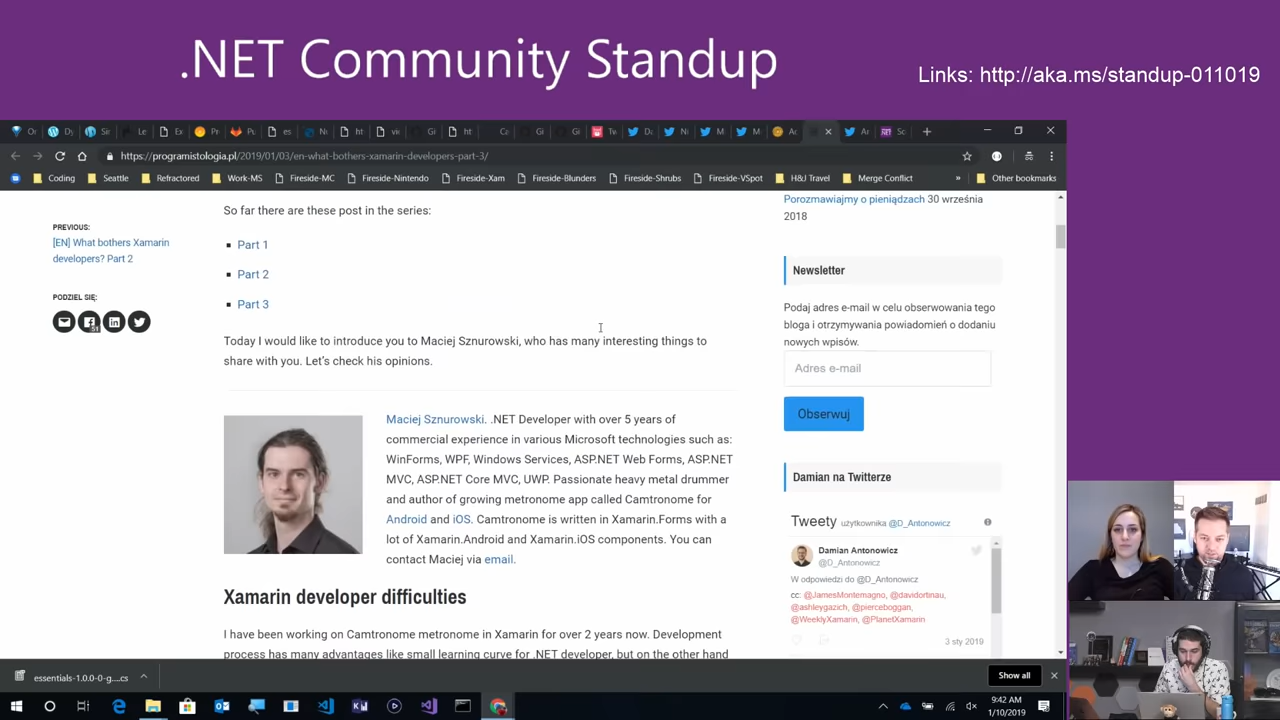 .NET Community Standup
Links: http://aka.ms/standup-011019
https://programistologia.pl/2019/01/03/en-what-bothers-xamarin-developers-part-3/
Coding
Seattle
Refractored
Work-MS
Fireside-MC
Fireside-Nintendo
Fireside-Xam
Fireside-Blunders
Fireside-Shrubs
Fireside-VSpot
H&J Travel
Merge Conflict
»
Other bookmarks
PREVIOUS:
[EN] What bothers Xamarin
developers? Part 2
PODZIEL SIĘ:
So far there are these post in the series:
Part 1
Part 2
Part 3
Today I would like to introduce you to Maciej Sznurowski, who has many interesting things to
share with you. Let's check his opinions.
Maciej Sznurowski. .NET Developer with over 5 years of
commercial experience in various Microsoft technologies such as:
WinForms, WPF, Windows Services, ASP.NET Web Forms, ASP.NET
MVC, ASP.NET Core MVC, UWP. Passionate heavy metal drummer
and author of growing metronome app called Camtronome for
Android and iOS. Camtronome is written in Xamarin.Forms with a
lot of Xamarin.Android and Xamarin.iOS components. You can
contact Maciej via email.
Xamarin developer difficulties
I have been working on Camtronome metronome in Xamarin for over 2 years now. Development
process has many advantages like small learning curve for .NET developer, but on the other hand
Porozmawiajmy o pieniądzach 30 września
2018
Newsletter
Podaj adres e-mail w celu obserwowania tego
bloga i otrzymywania powiadomień o dodaniu
nowych wpisów.
Adres e-mail
Obserwuj
Damian na Twitterze
Tweety użytkownika @D_Antonowicz
Damian Antonowicz
@D_Antonowicz
W odpowiedzi do @D_Antonowicz
cc: @JamesMontemagno, @davidortinau,
@ashleygazich, @pierceboggan,
@WeeklyXamarin, @PlanetXamarin
3 sty 2019
essentials-1.0.0-0-g....cs
Show all
9:42 AM
1/10/2019